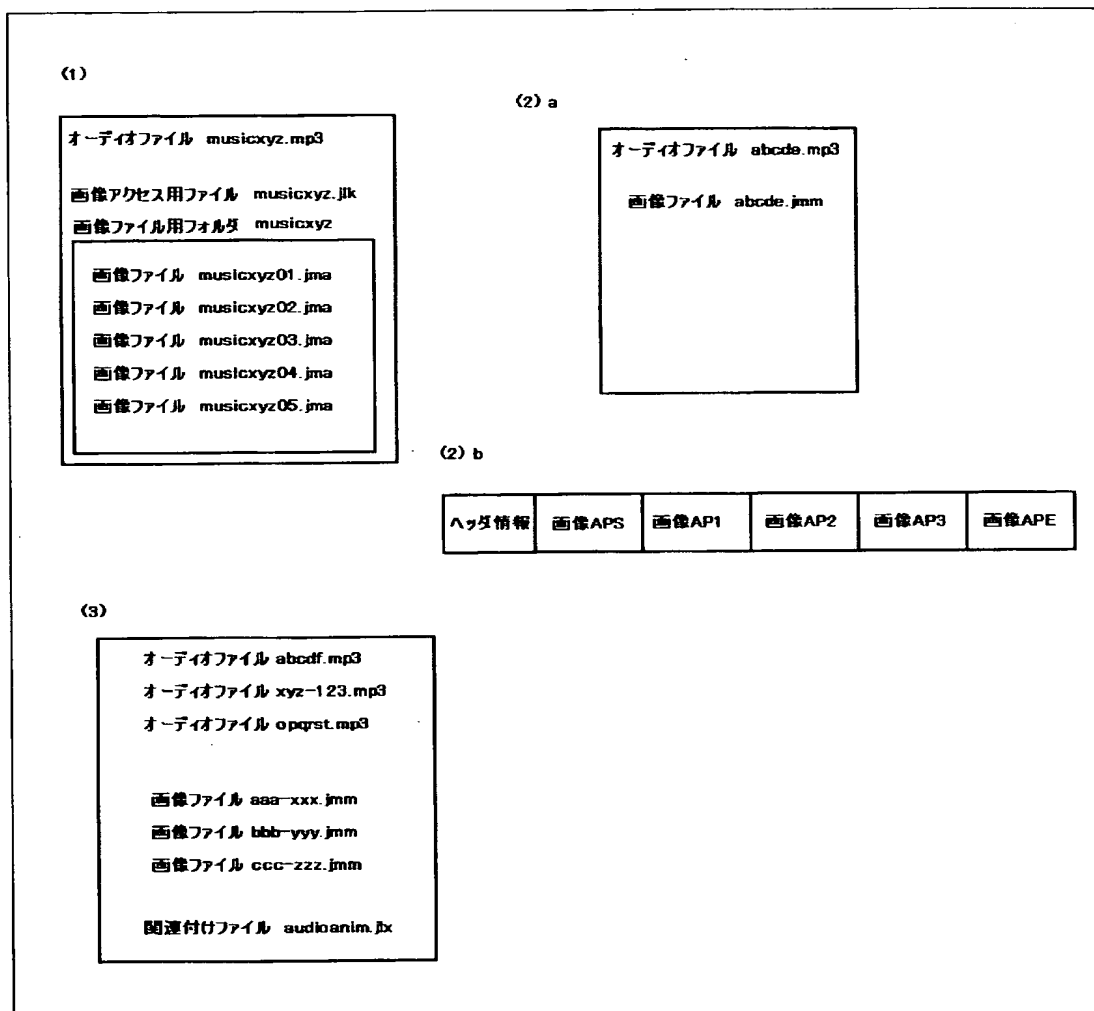 (1)
オーディオファイル musicxyz.mp3
画像アクセス用ファイル musicxyz.jlk
画像ファイル用フォルダ musicxyz
画像ファイル musicxyz01.jma
画像ファイル musicxyz02.jma
画像ファイル musicxyz03.jma
画像ファイル musicxyz04.jma
画像ファイル musicxyz05.jma
(2) a
オーディオファイル abcde.mp3
画像ファイル abcde.jmm
(2) b
ヘッダ情報 画像APS 画像AP1 画像AP2 画像AP3 画像APE
(3)
オーディオファイル abcdf.mp3
オーディオファイル xyz-123.mp3
オーディオファイル opqrst.mp3
画像ファイル aaa-xxx.jmm
画像ファイル bbb-yyy.jmm
画像ファイル ccc-zzz.jmm
関連付けファイル audioanim.jlx